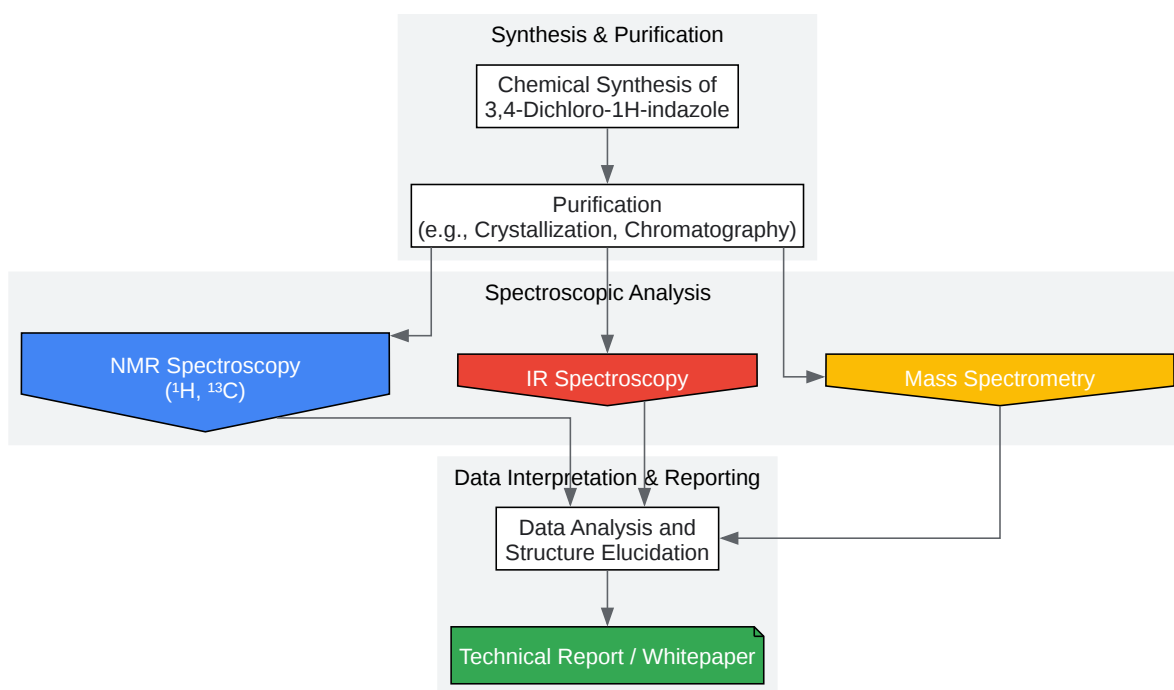 Synthesis & Purification
Chemical Synthesis of
3,4-Dichloro-1H-indazole
Purification
(e.g., Crystallization, Chromatography)
Spectroscopic Analysis
NMR Spectroscopy
(¹H, ¹³C)
IR Spectroscopy
Mass Spectrometry
Data Interpretation & Reporting
Data Analysis and
Structure Elucidation
Technical Report / Whitepaper